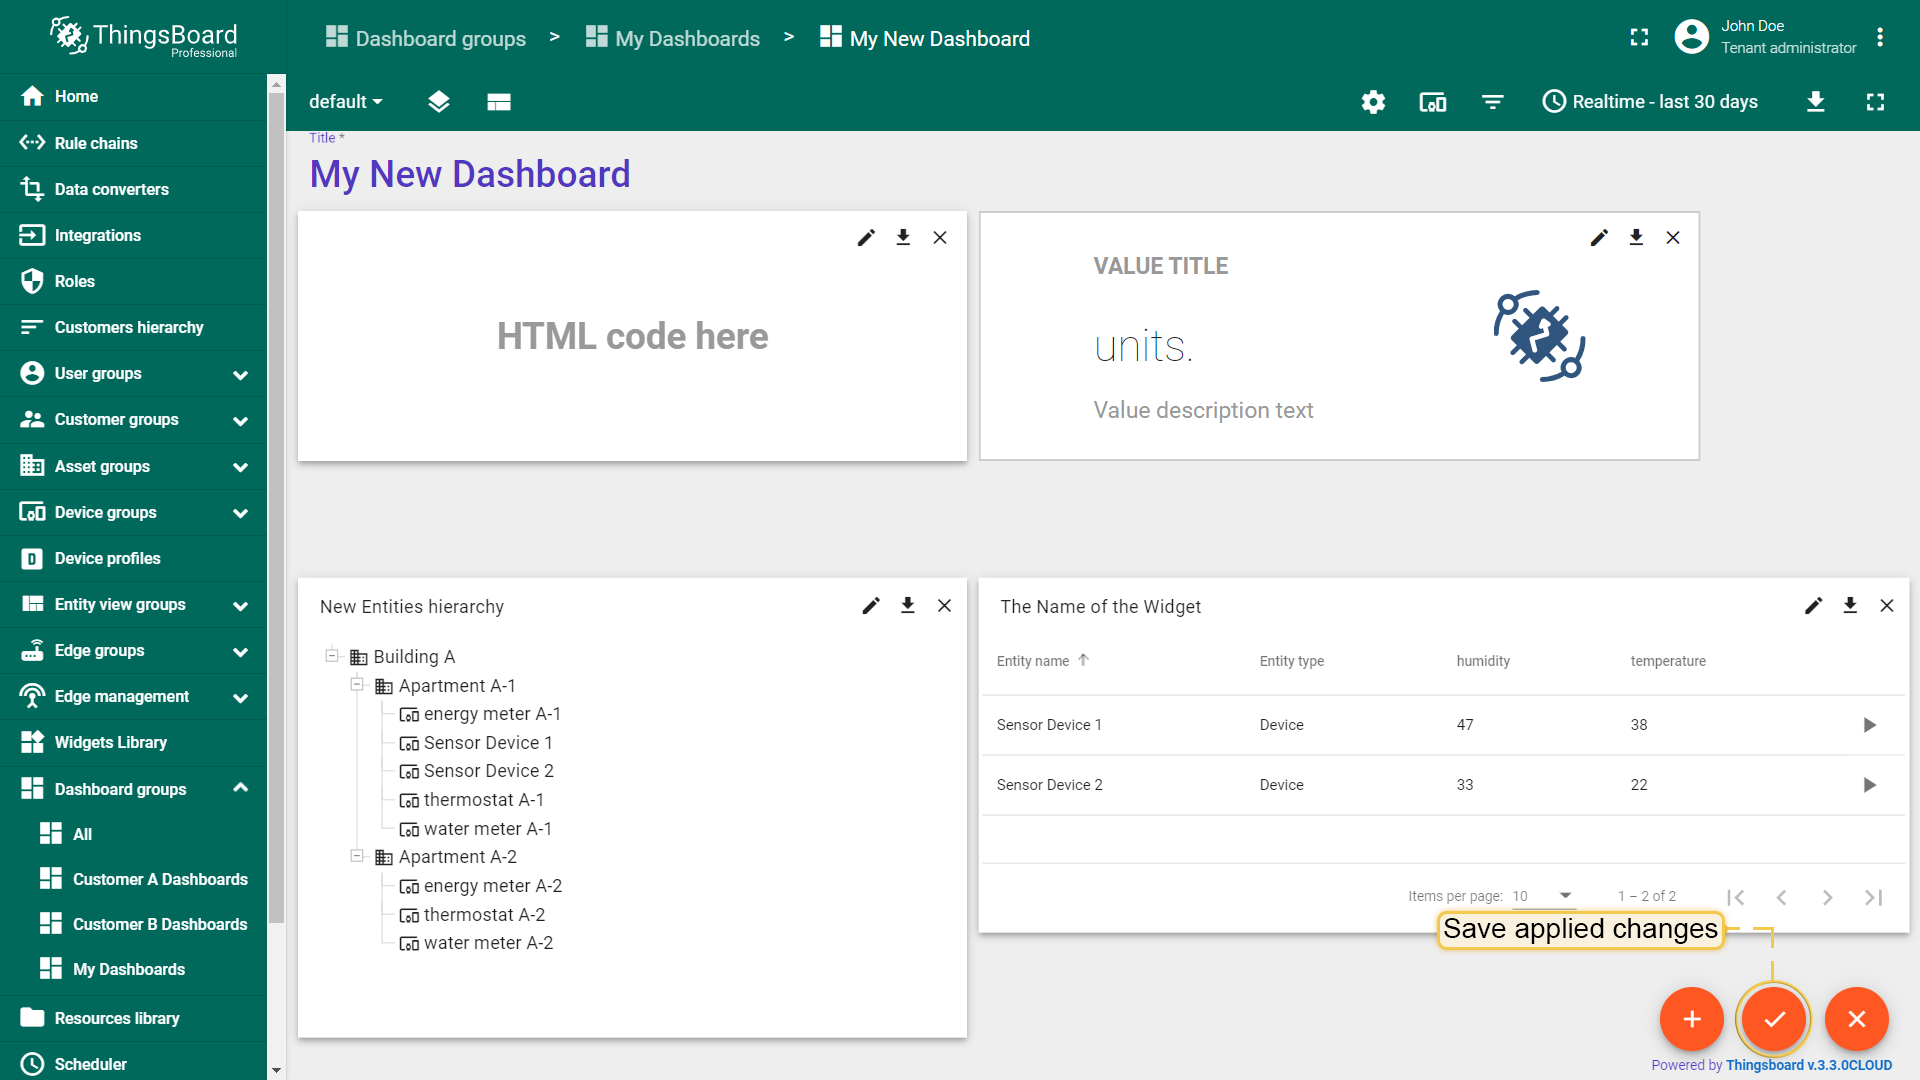 ThingsBoard
Professional
Dashboard groups > My Dashboards > My New Dashboard
John Doe
Tenant administrator
Home
Rule chains
Data converters
Integrations
Roles
Customers hierarchy
User groups
Customer groups
Asset groups
Device groups
D Device profiles
Entity view groups
Edge groups
Edge management
Widgets Library
Dashboard groups
All
Customer A Dashboards
Customer B Dashboards
My Dashboards
Resources library
Scheduler
default
Realtime - last 30 days
Title *
My New Dashboard
HTML code here
VALUE TITLE
units.
Value description text
New Entities hierarchy
Building A
Apartment A-1
energy meter A-1
Sensor Device 1
Sensor Device 2
thermostat A-1
water meter A-1
Apartment A-2
energy meter A-2
thermostat A-2
water meter A-2
The Name of the Widget
Entity name Entity type humidity temperature
Sensor Device 1 Device 47 38
Sensor Device 2 Device 33 22
Items per page: 10 1 – 2 of 2
Save applied changes
Powered by Thingsboard v.3.3.0CLOUD